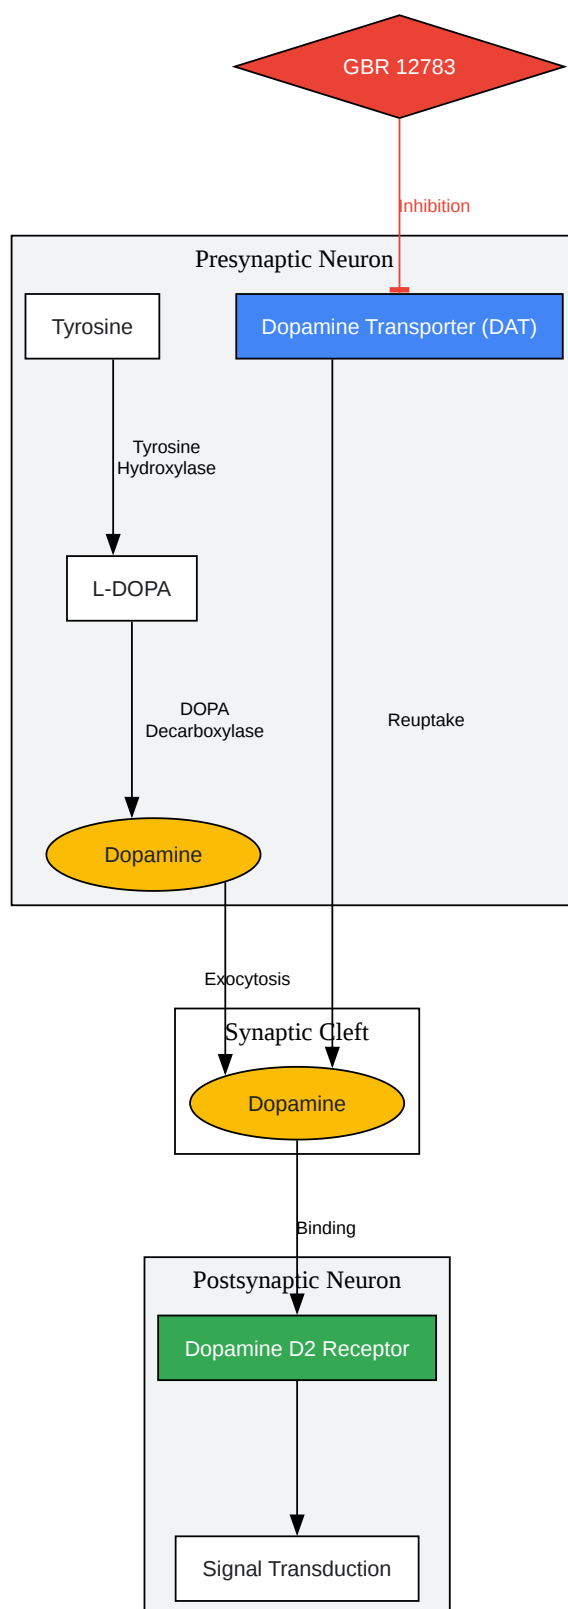 GBR 12783
Inhibition
Presynaptic Neuron
Tyrosine
Dopamine Transporter (DAT)
Tyrosine
Hydroxylase
L-DOPA
DOPA
Decarboxylase
Reuptake
Dopamine
Exocytosis
Synaptic Cleft
Dopamine
Binding
Postsynaptic Neuron
Dopamine D2 Receptor
Signal Transduction